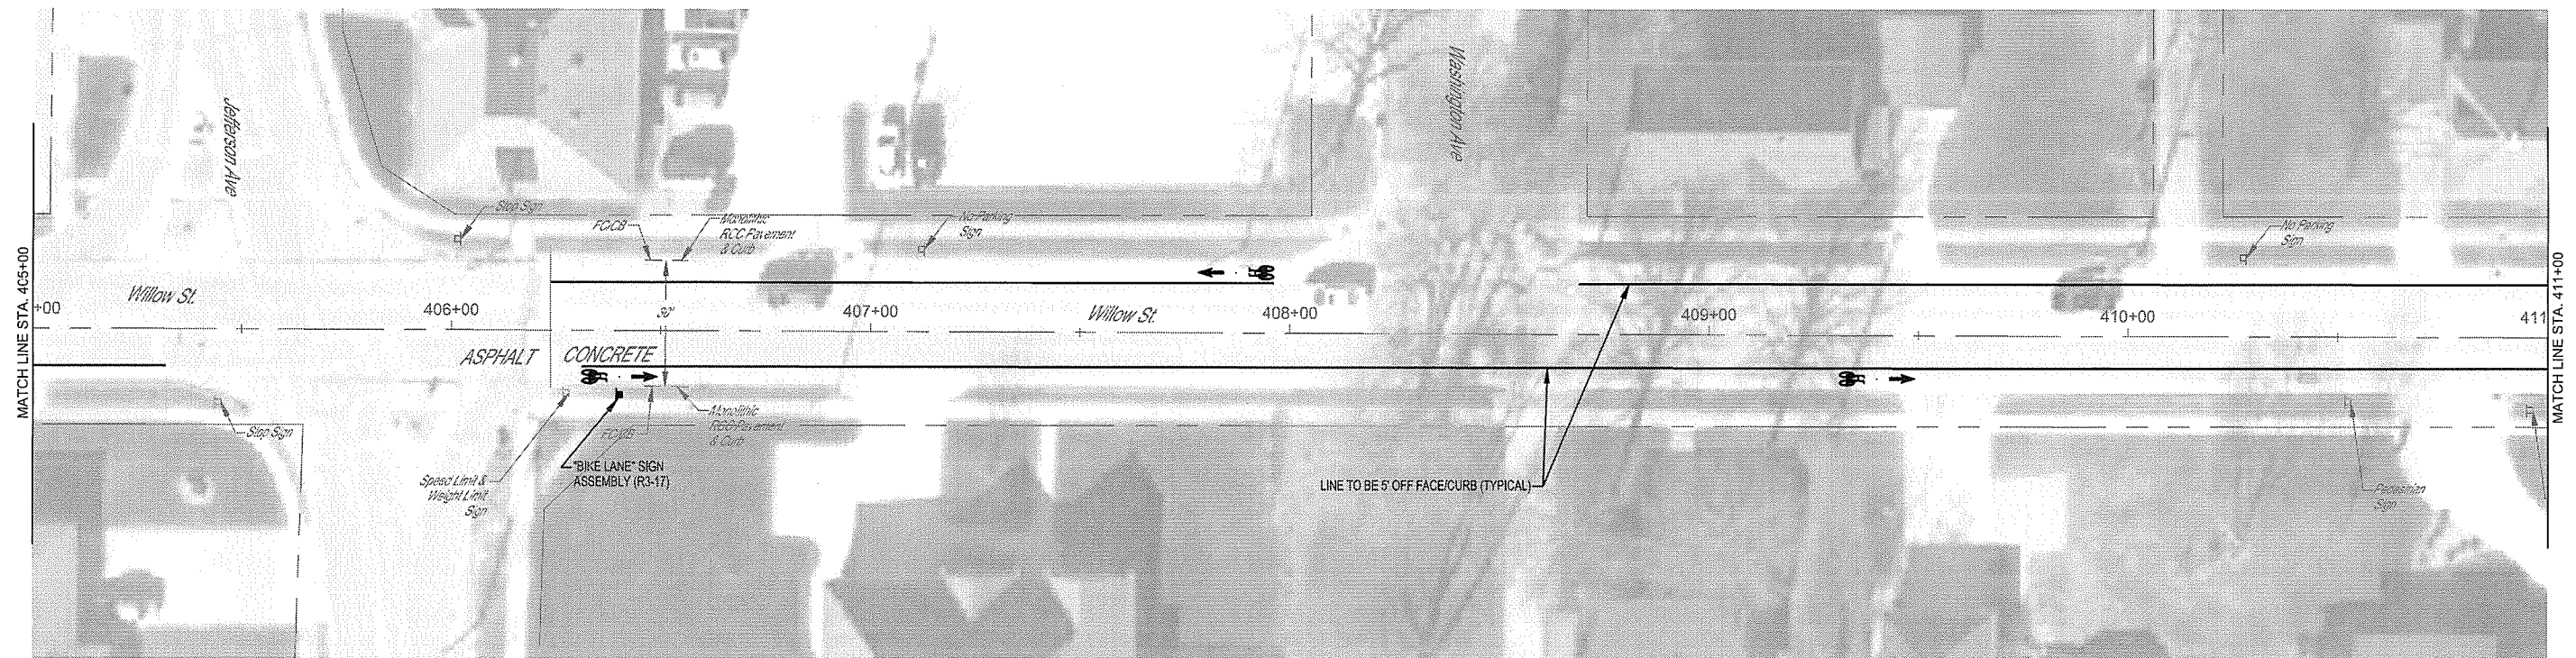 MATCH LINE STA. 405+00
Jefferson Ave
Washington Ave
Stop Sign
FC/CB
Monolithic
RCC Pavement
& Curb
No Parking
Sign
No Parking
Sign
MATCH LINE STA. 411+00
+00
Willow St.
406+00
30'
407+00
Willow St.
408+00
409+00
410+00
411
ASPHALT
CONCRETE
Stop Sign
FC/CB
Monolithic
RCC Pavement
& Curb
"BIKE LANE" SIGN
ASSEMBLY (R3-17)
Speed Limit &
Weight Limit
Sign
LINE TO BE 5' OFF FACE/CURB (TYPICAL)
Pedestrian
Sign